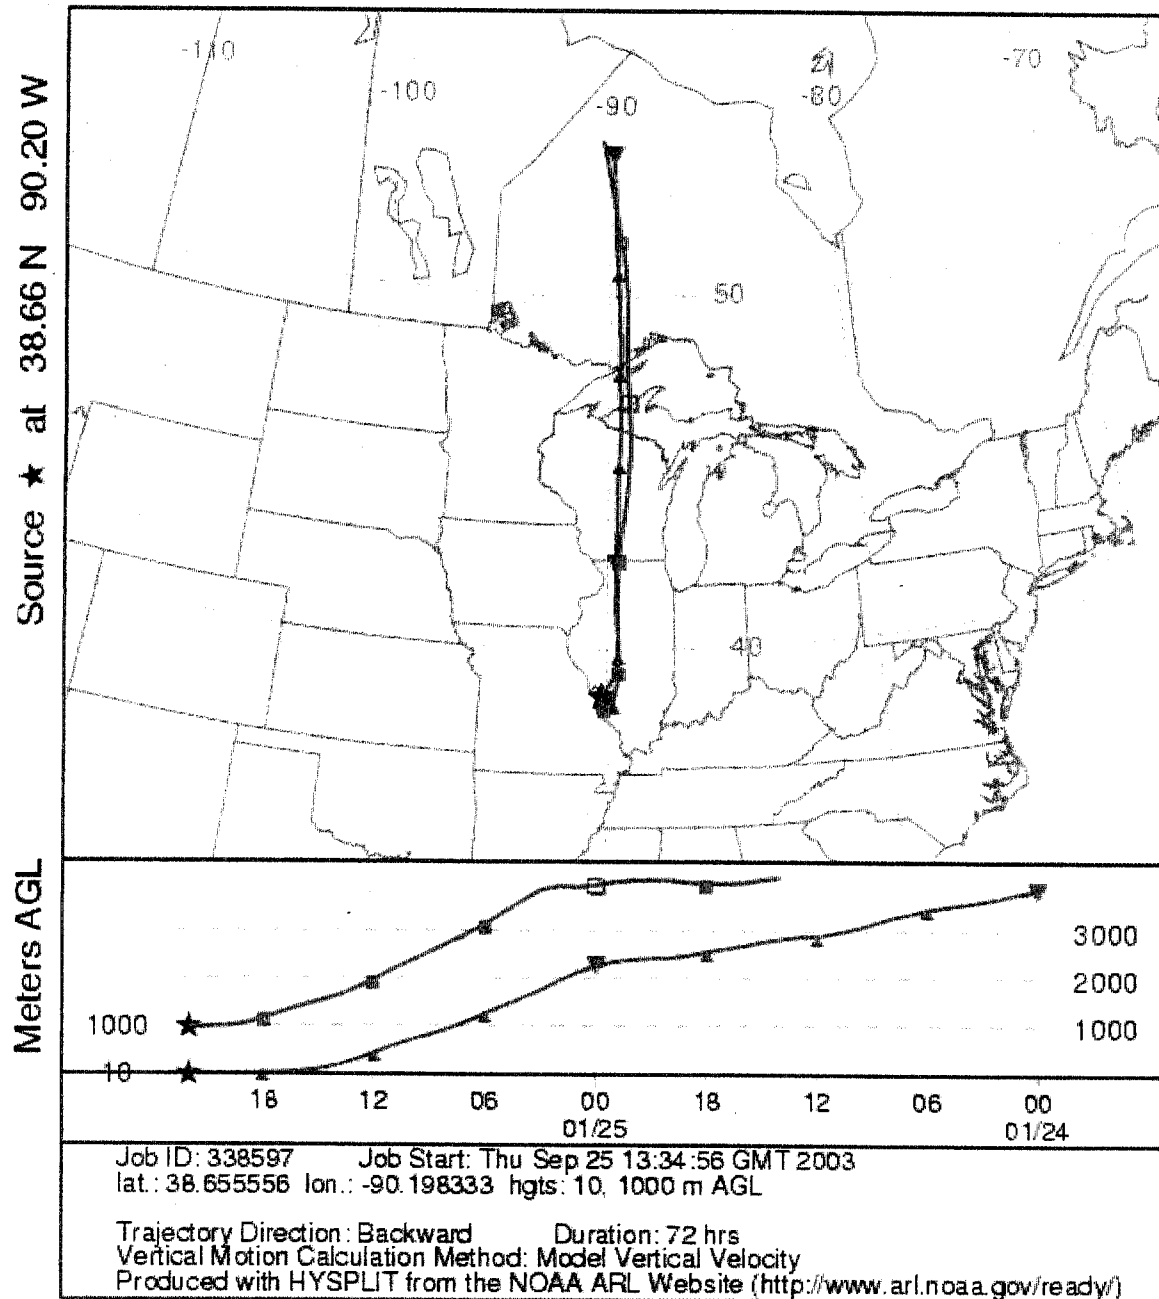 Source ★ at 38.66 N 90.20 W
-110
-100
-90
-80
-70
50
40
Meters AGL
3000
2000
1000
1000
10
18 12 06 00 18 12 06 00
01/25 01/24
Job ID: 338597 Job Start: Thu Sep 25 13:34:56 GMT 2003
lat.: 38.655556 lon.: -90.198333 hgts: 10, 1000 m AGL
Trajectory Direction: Backward Duration: 72 hrs
Vertical Motion Calculation Method: Model Vertical Velocity
Produced with HYSPLIT from the NOAA ARL Website (http://www.arl.noaa.gov/ready/)